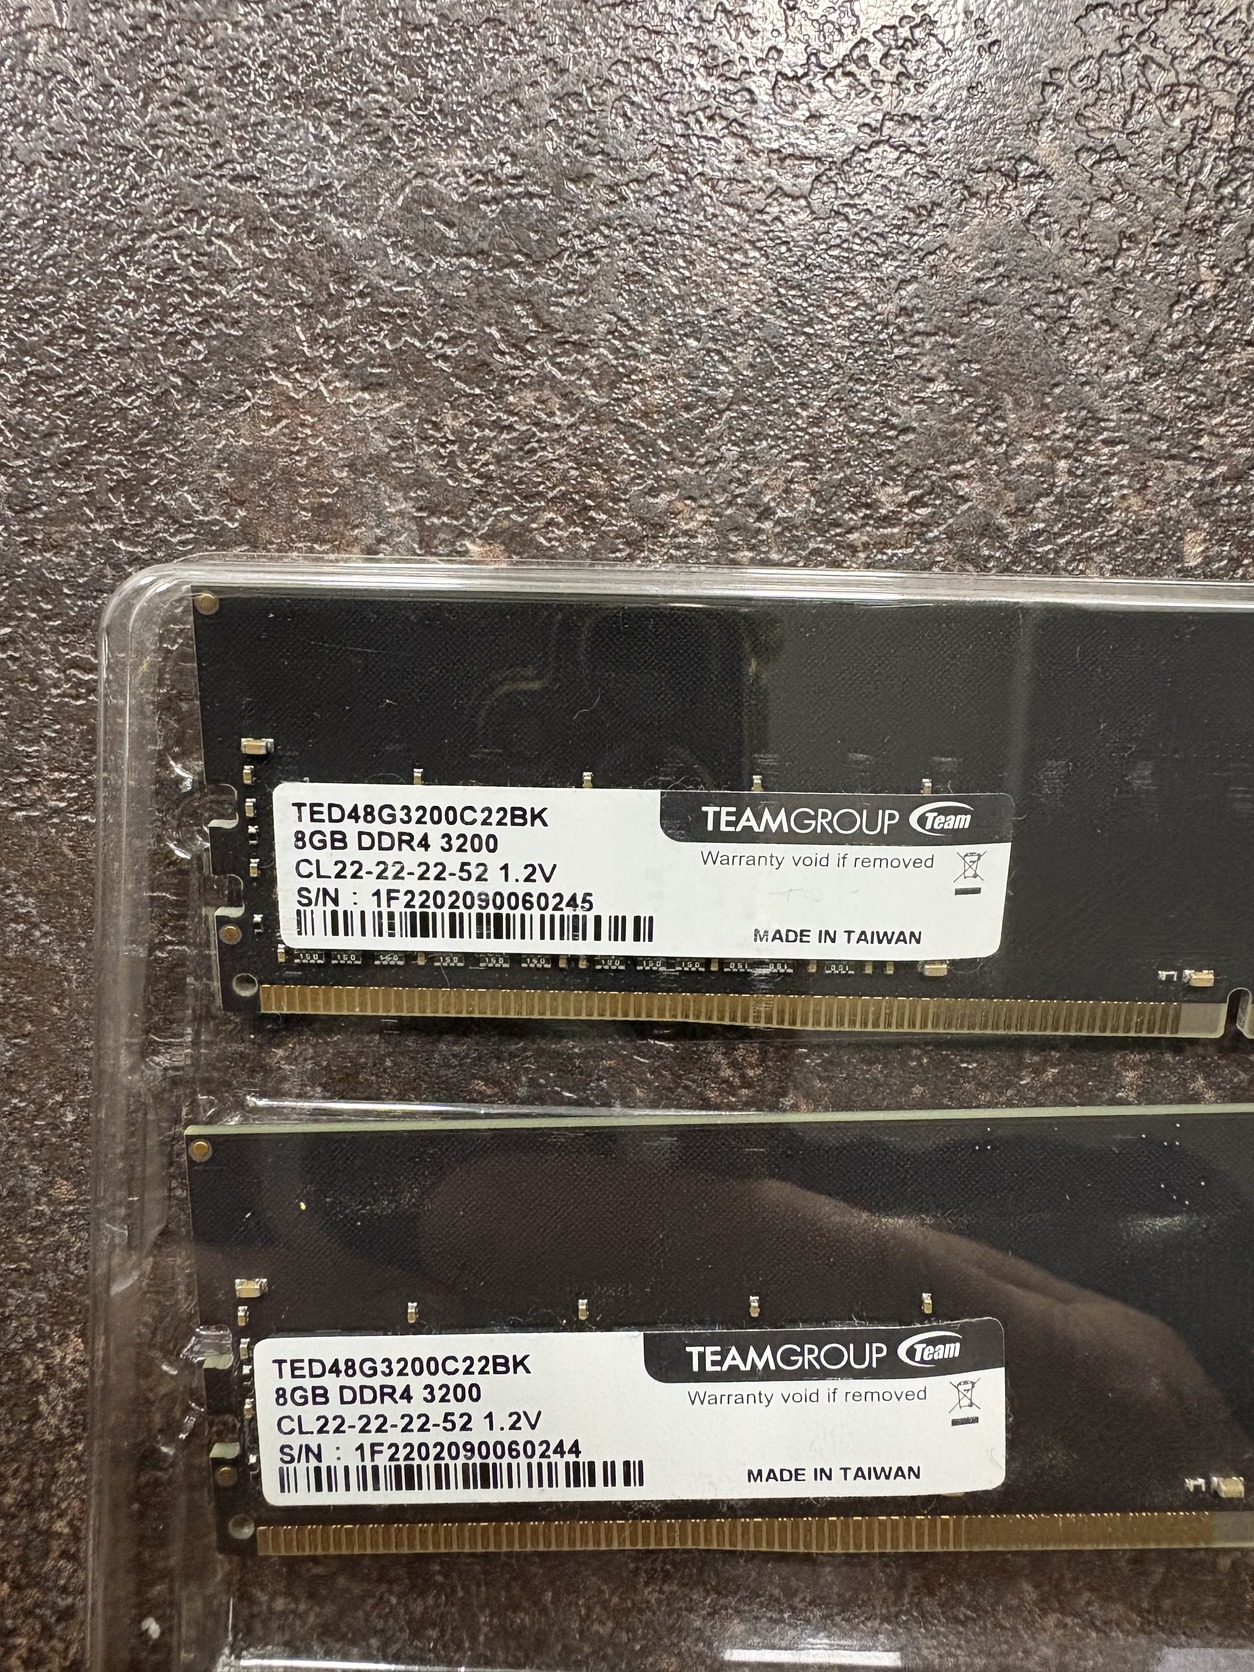 TED48G3200C22BK
8GB DDR4 3200
CL22-22-22-52 1.2V
S/N : 1F2202090060245
TEAMGROUP Team
Warranty void if removed
MADE IN TAIWAN
TED48G3200C22BK
8GB DDR4 3200
CL22-22-22-52 1.2V
S/N : 1F2202090060244
TEAMGROUP Team
Warranty void if removed
MADE IN TAIWAN